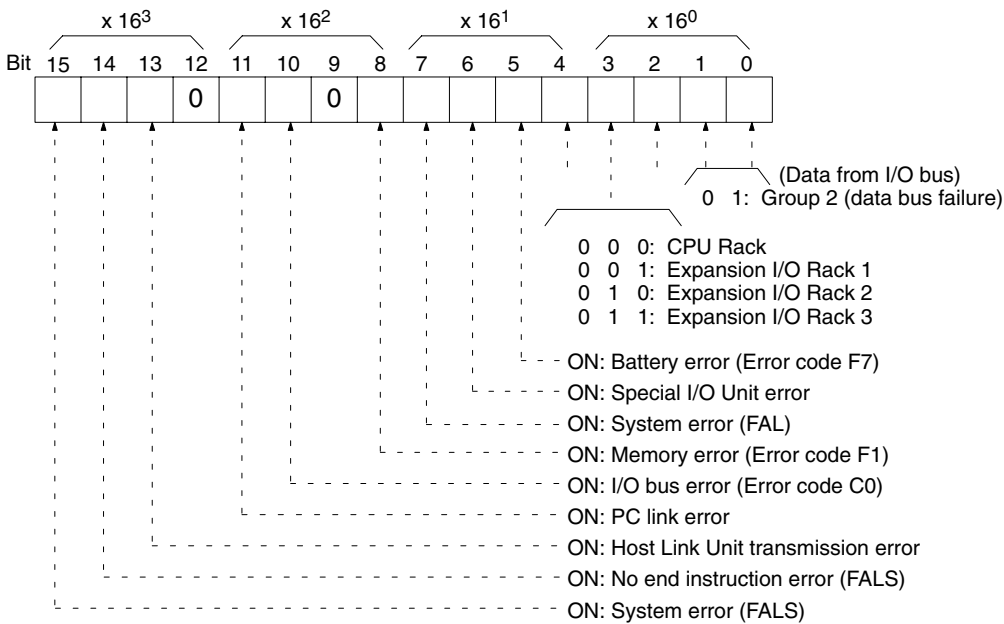 x 16³ x 16² x 16¹ x 16⁰
Bit 15 14 13 12 11 10 9 8 7 6 5 4 3 2 1 0
0 0
(Data from I/O bus)
0 1: Group 2 (data bus failure)
0 0 0: CPU Rack
0 0 1: Expansion I/O Rack 1
0 1 0: Expansion I/O Rack 2
0 1 1: Expansion I/O Rack 3
ON: Battery error (Error code F7)
ON: Special I/O Unit error
ON: System error (FAL)
ON: Memory error (Error code F1)
ON: I/O bus error (Error code C0)
ON: PC link error
ON: Host Link Unit transmission error
ON: No end instruction error (FALS)
ON: System error (FALS)